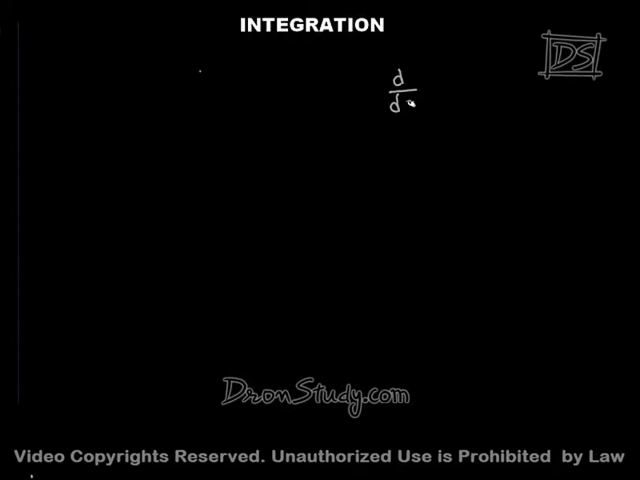 INTEGRATION
DS
d
d
DronStudy.com
Video Copyrights Reserved. Unauthorized Use is Prohibited by Law